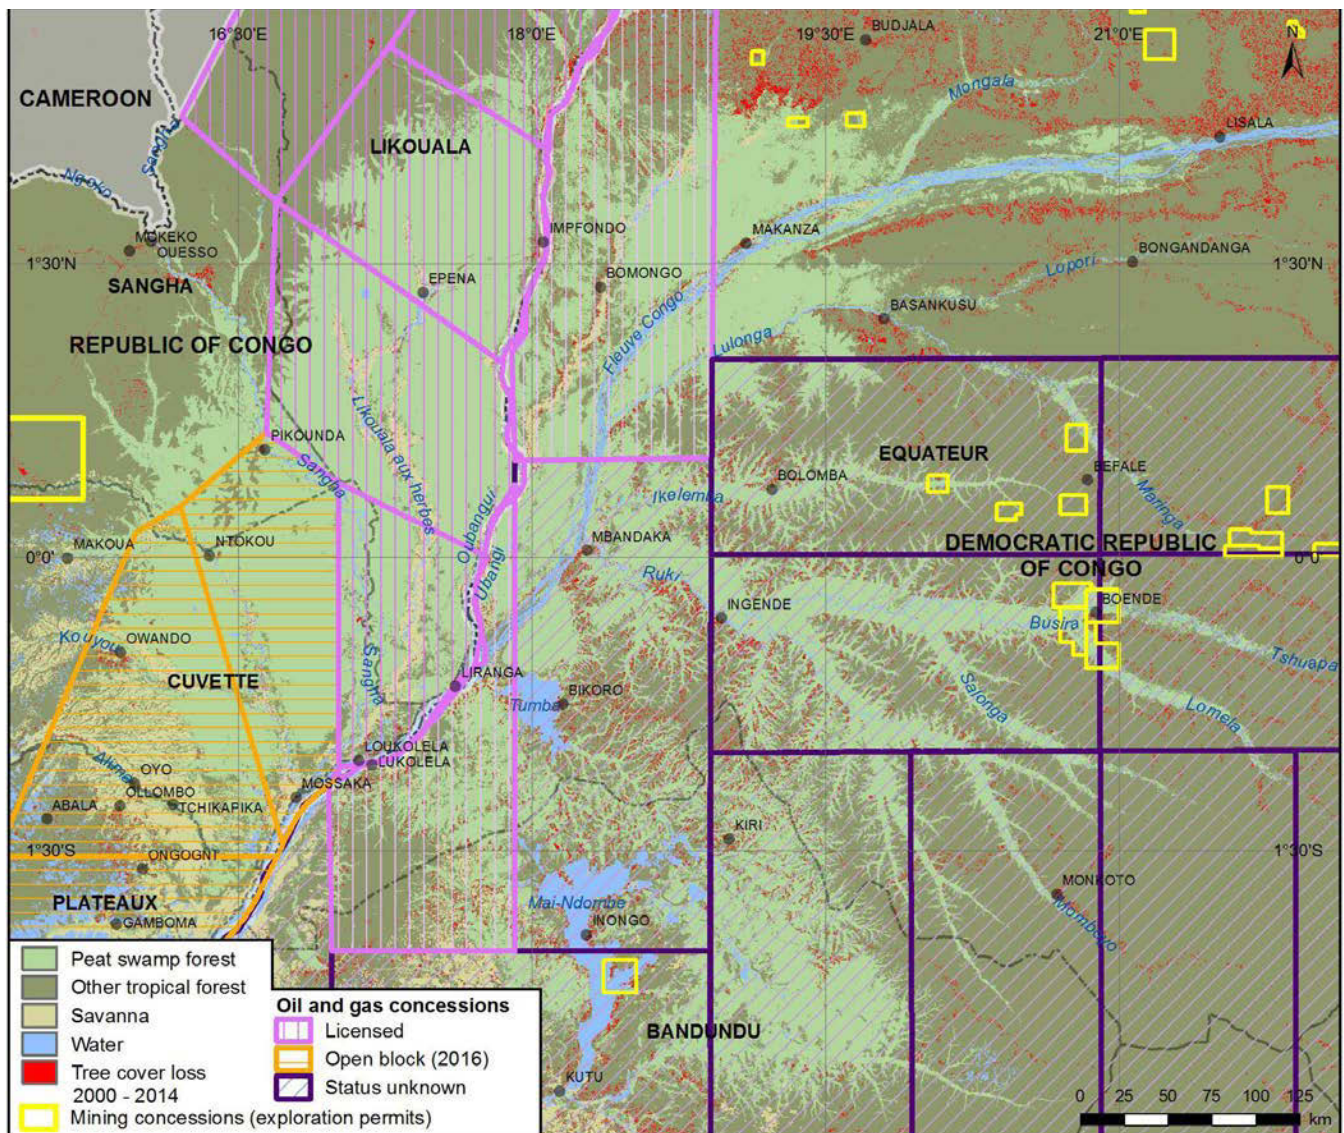 16°30'E
18°0'E
19°30'E
21°0'E
N
BUDJALA
CAMEROON
Sangha
Mongala
LISALA
LIKOUALA
Ngoko
MOKEKO
OUESSO
IMPFONDO
MAKANZA
BONGANDANGA
1°30'N
1°30'N
SANGHA
EPENA
BOMONGO
Lopori
BASANKUSU
REPUBLIC OF CONGO
Fleuve Congo
Lulonga
Likouala aux herbes
PIKOUNDA
Sangha
EQUATEUR
BEFALE
BOLOMBA
Ikelemba
Maringa
Oubangui
Ubangi
MAKOUA
NTOKOU
MBANDAKA
0°0'
0°0'
DEMOCRATIC REPUBLIC
OF CONGO
Ruki
INGENDE
BOENDE
Busira
Kouyou
OWANDO
Tshuapa
CUVETTE
Sangha
LIRANGA
BIKORO
Tumba
Salonga
Lomela
LOUKOLELA
LUKOLELA
Alima
OYO
OLLOMBO
TCHIKAPIKA
MOSSAKA
ABALA
KIRI
1°30'S
1°30'S
ONGOGNI
MONKOTO
PLATEAUX
GAMBOMA
Mai-Ndombe
INONGO
Momboyo
BANDUNDU
KUTU
Peat swamp forest
Other tropical forest
Savanna
Water
Tree cover loss
2000 - 2014
Mining concessions (exploration permits)
Oil and gas concessions
Licensed
Open block (2016)
Status unknown
0 25 50 75 100 125
km